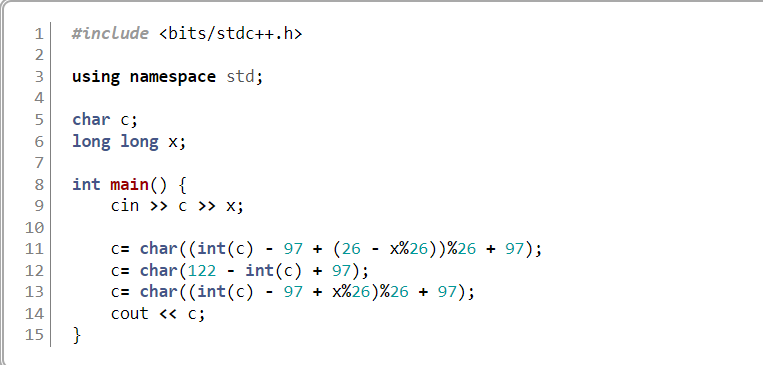 1 #include <bits/stdc++.h>
2
3 using namespace std;
4
5 char c;
6 long long x;
7
8 int main() {
9     cin >> c >> x;
10
11     c= char((int(c) - 97 + (26 - x%26))%26 + 97);
12     c= char(122 - int(c) + 97);
13     c= char((int(c) - 97 + x%26)%26 + 97);
14     cout << c;
15 }